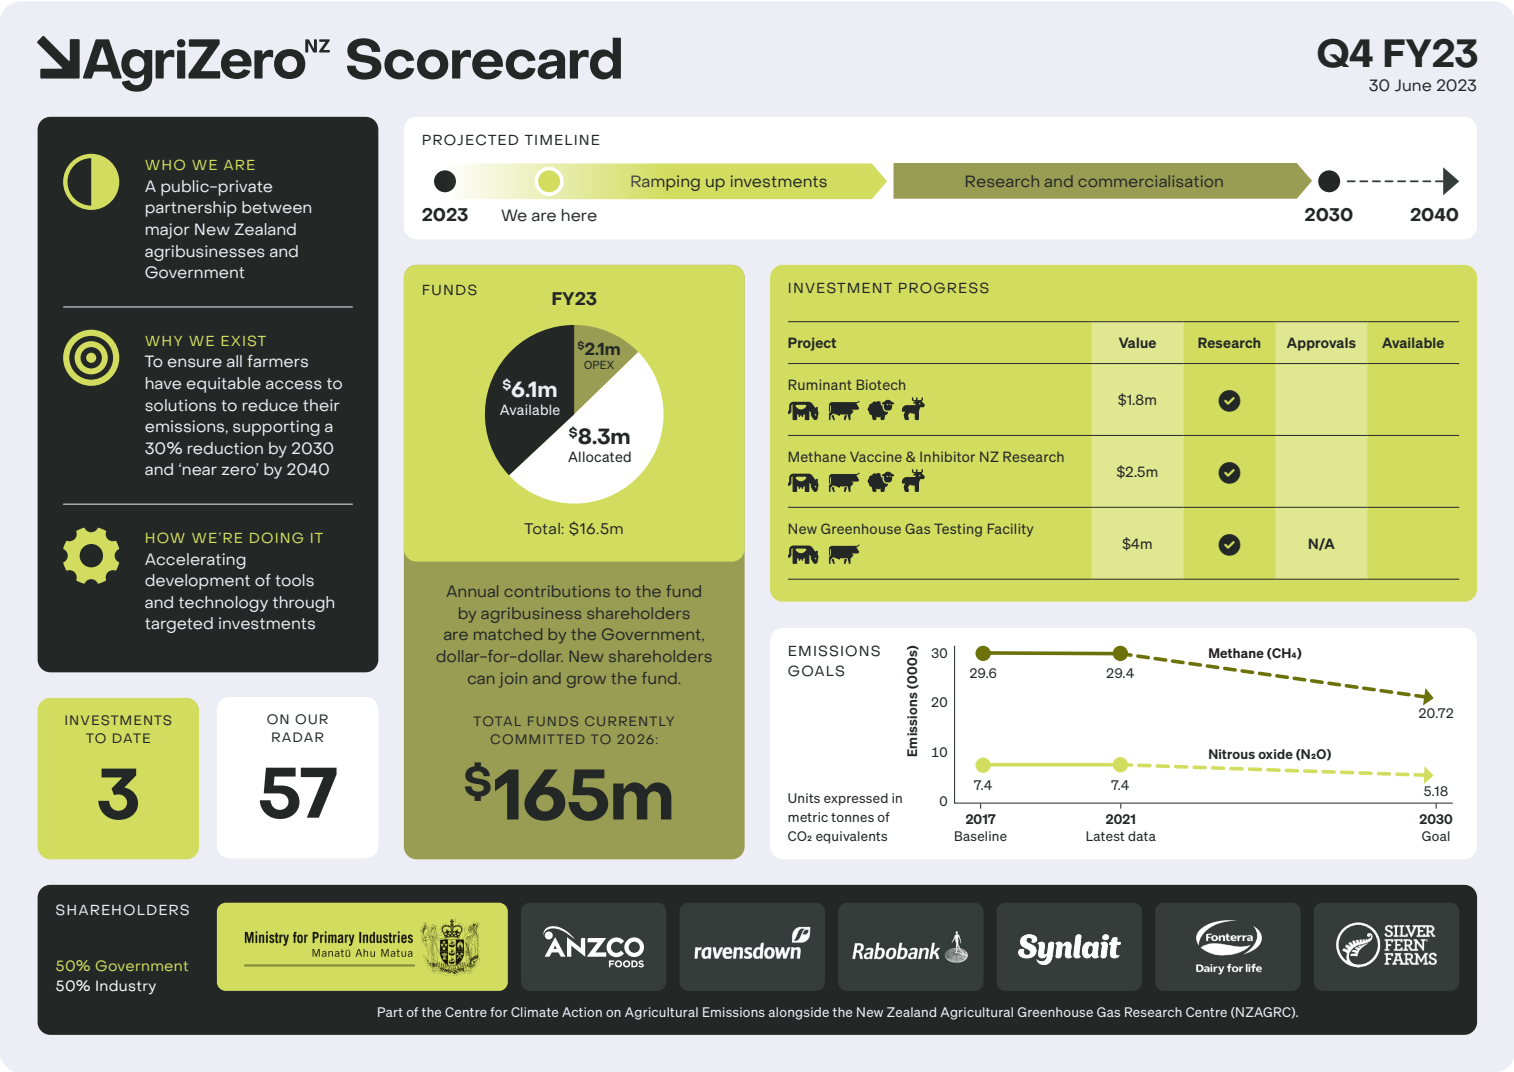 AgriZeroNZ Scorecard
Q4 FY23
30 June 2023
WHO WE ARE
A public-private
partnership between
major New Zealand
agribusinesses and
Government
WHY WE EXIST
To ensure all farmers
have equitable access to
solutions to reduce their
emissions, supporting a
30% reduction by 2030
and ‘near zero’ by 2040
HOW WE’RE DOING IT
Accelerating
development of tools
and technology through
targeted investments
INVESTMENTS
TO DATE
3
ON OUR
RADAR
57
PROJECTED TIMELINE
Ramping up investments
Research and commercialisation
2023
We are here
2030
2040
FUNDS
FY23
$2.1m
OPEX
$6.1m
Available
$8.3m
Allocated
Total: $16.5m
Annual contributions to the fund
by agribusiness shareholders
are matched by the Government,
dollar-for-dollar. New shareholders
can join and grow the fund.
TOTAL FUNDS CURRENTLY
COMMITTED TO 2026:
$165m
INVESTMENT PROGRESS
Project Value Research Approvals Available
Ruminant Biotech
$1.8m
Methane Vaccine & Inhibitor NZ Research
$2.5m
New Greenhouse Gas Testing Facility
$4m N/A
EMISSIONS
GOALS
Units expressed in
metric tonnes of
CO₂ equivalents
Emissions (000s)
30
20
10
0
Methane (CH₄)
29.6
29.4
20.72
Nitrous oxide (N₂O)
7.4
7.4
5.18
2017
Baseline
2021
Latest data
2030
Goal
SHAREHOLDERS
50% Government
50% Industry
Ministry for Primary Industries
Manatū Ahu Matua
ANZCO
FOODS
ravensdown
Rabobank
Synlait
Fonterra
Dairy for life
SILVER
FERN
FARMS
Part of the Centre for Climate Action on Agricultural Emissions alongside the New Zealand Agricultural Greenhouse Gas Research Centre (NZAGRC).